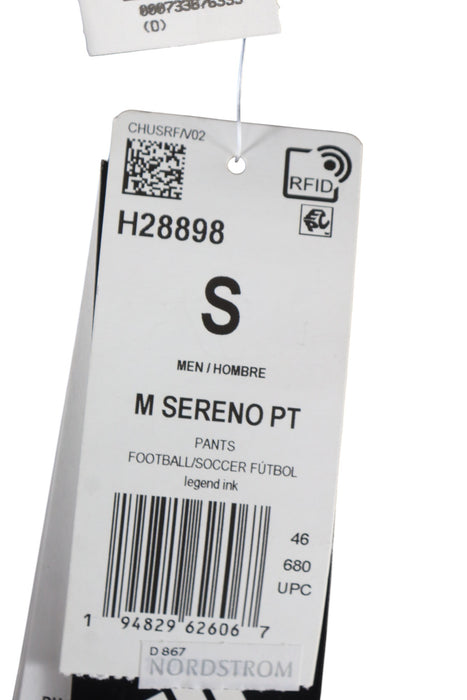 (D)
CHUSRF/V02
RFID
H28898
S
MEN / HOMBRE
M SERENO PT
PANTS
FOOTBALL/SOCCER FÚTBOL
legend ink
46
680
UPC
1 94829 62606 7
D 867
NORDSTROM